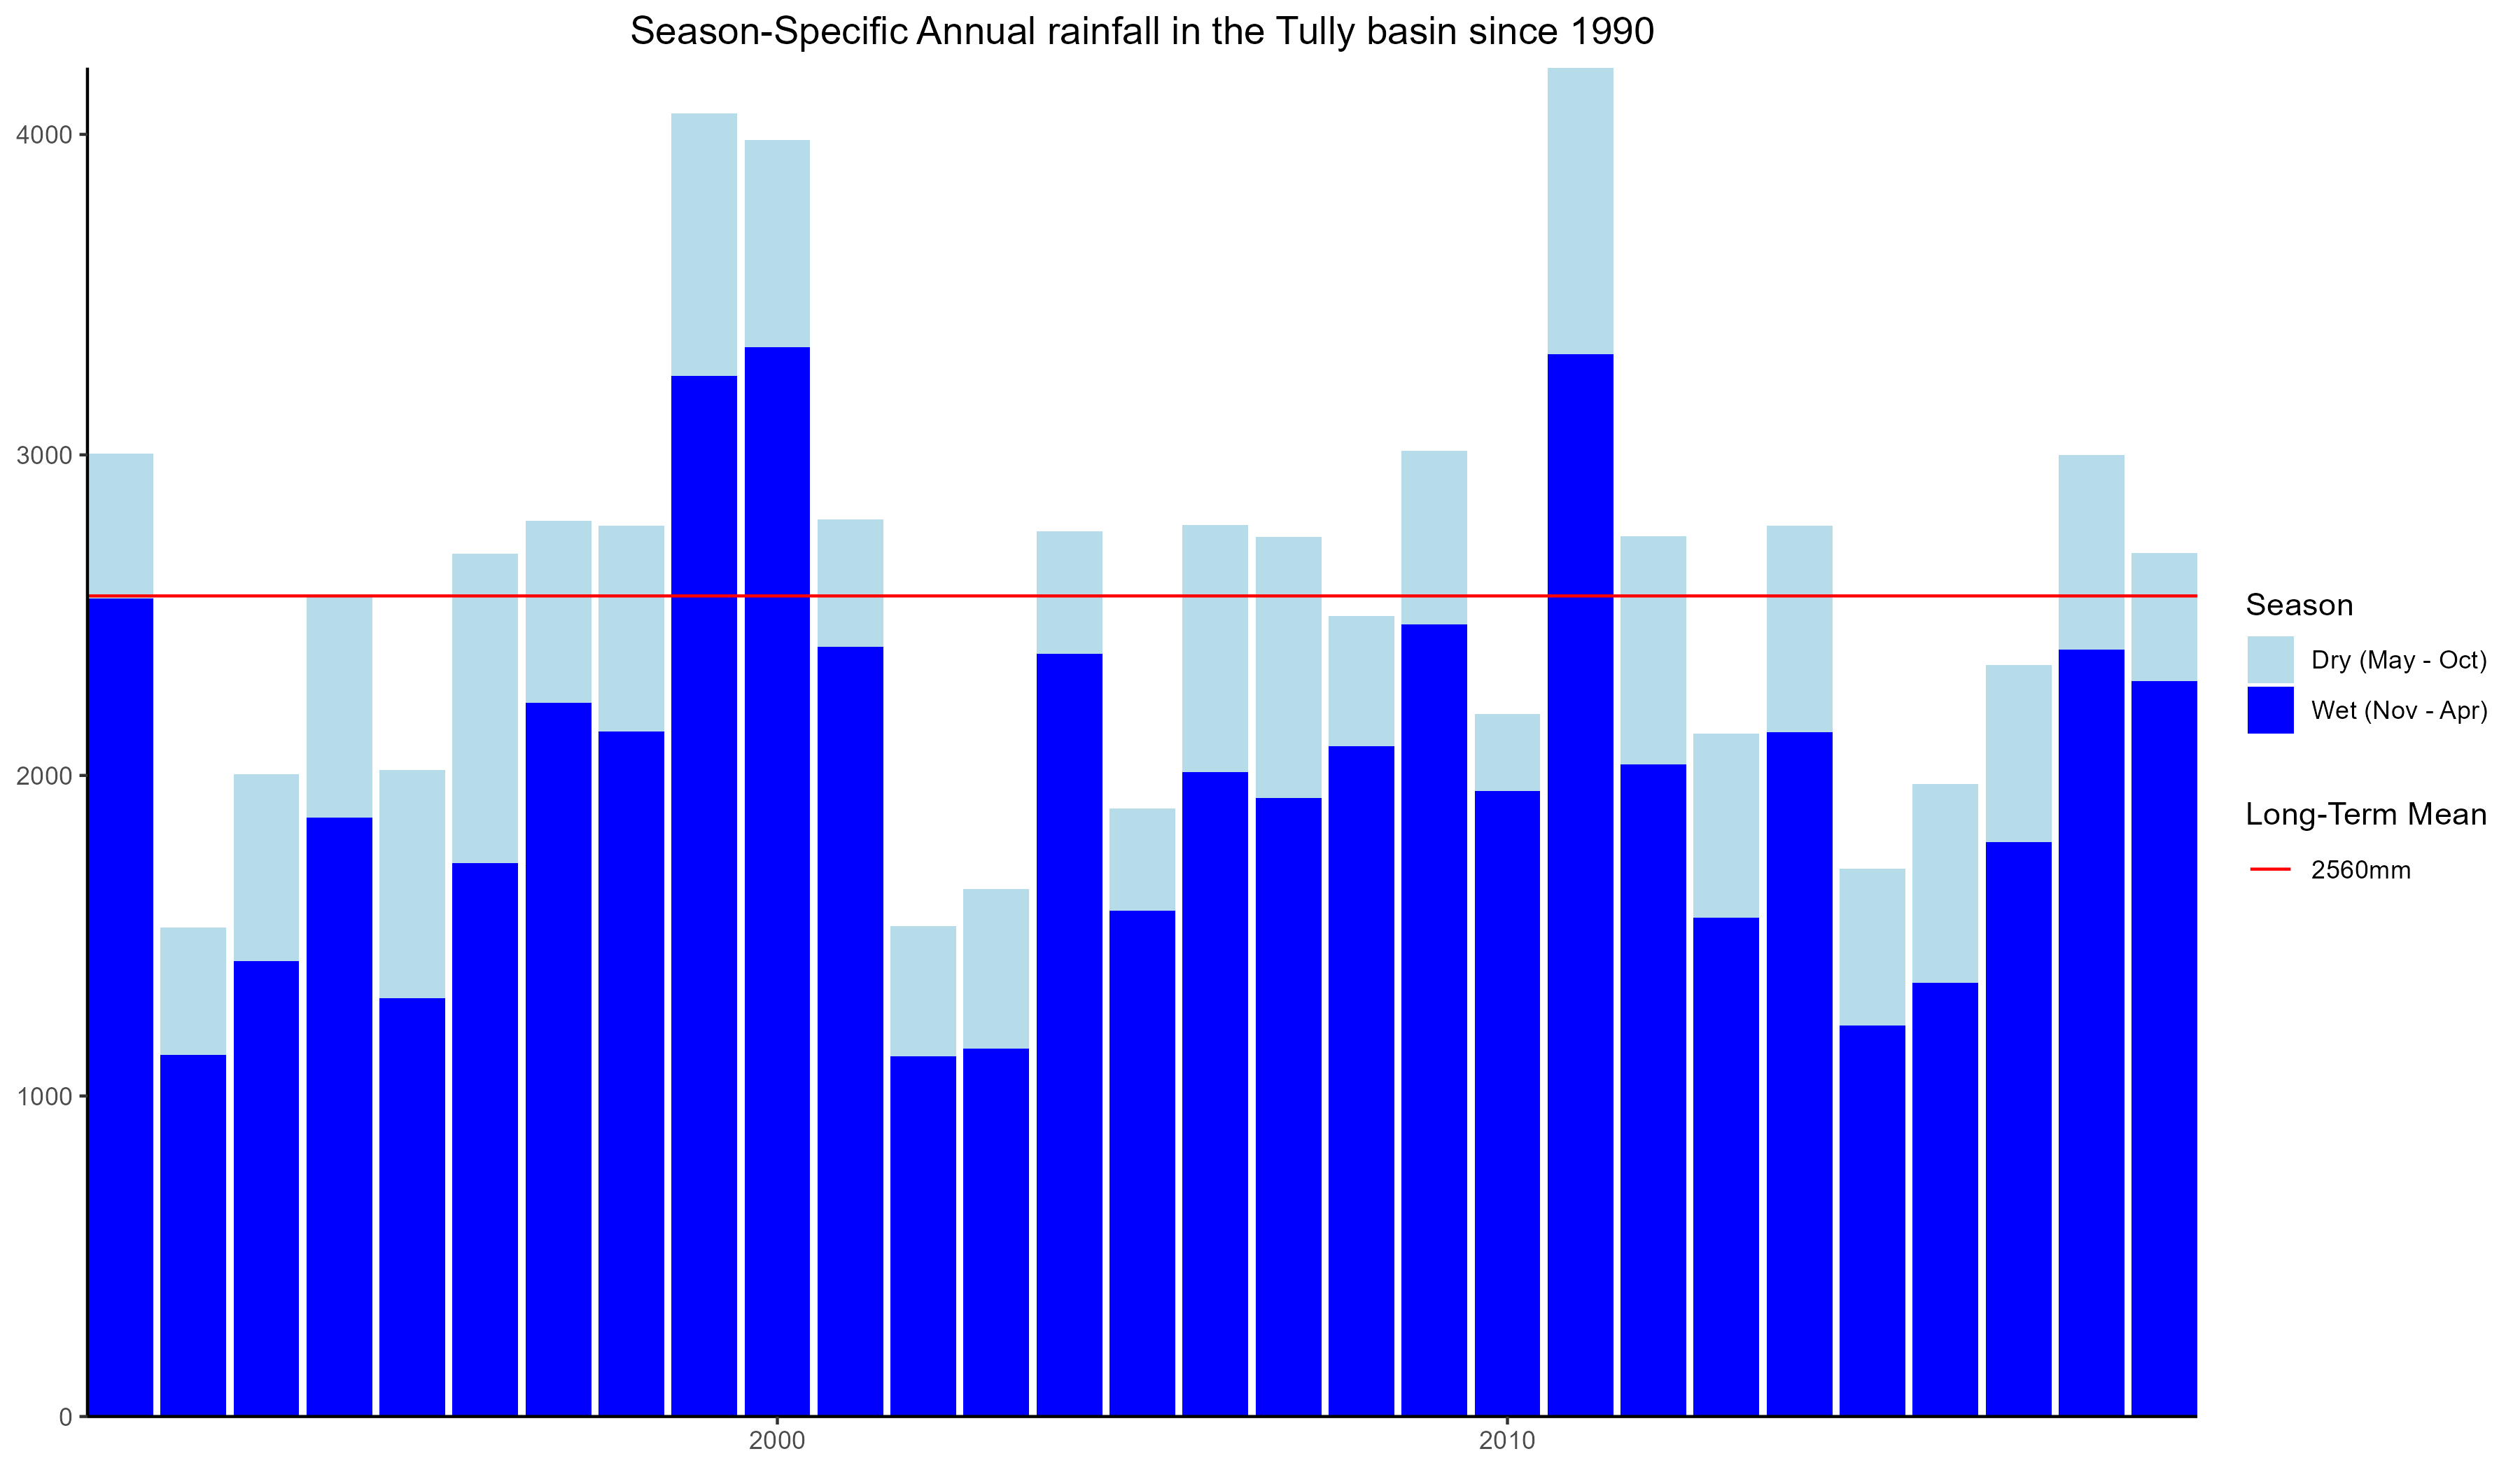 Season-Specific Annual rainfall in the Tully basin since 1990
4000
3000
2000
1000
0
2000
2010
Season
Dry (May - Oct)
Wet (Nov - Apr)
Long-Term Mean
2560mm